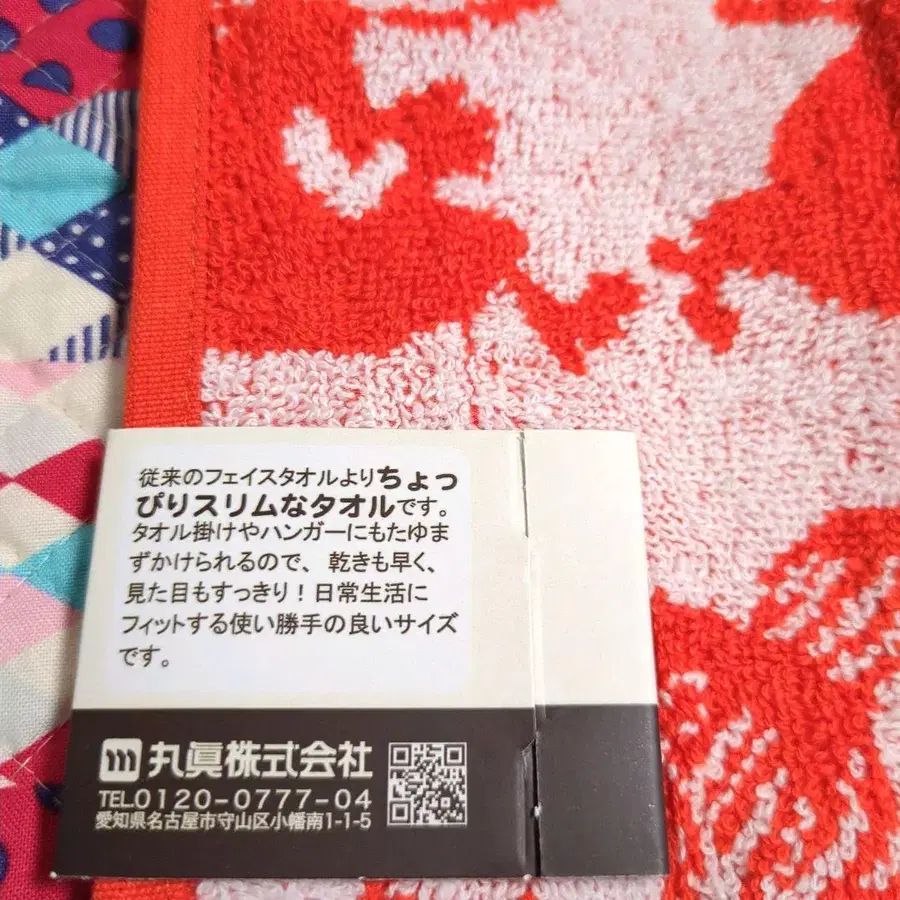 従来のフェイスタオルよりちょっ
ぴりスリムなタオルです。
タオル掛けやハンガーにもたゆま
ずかけられるので、乾きも早く、
見た目もすっきり！日常生活に
フィットする使い勝手の良いサイズ
です。
丸眞株式会社
TEL.0120-0777-04
愛知県名古屋市守山区小幡南1-1-5